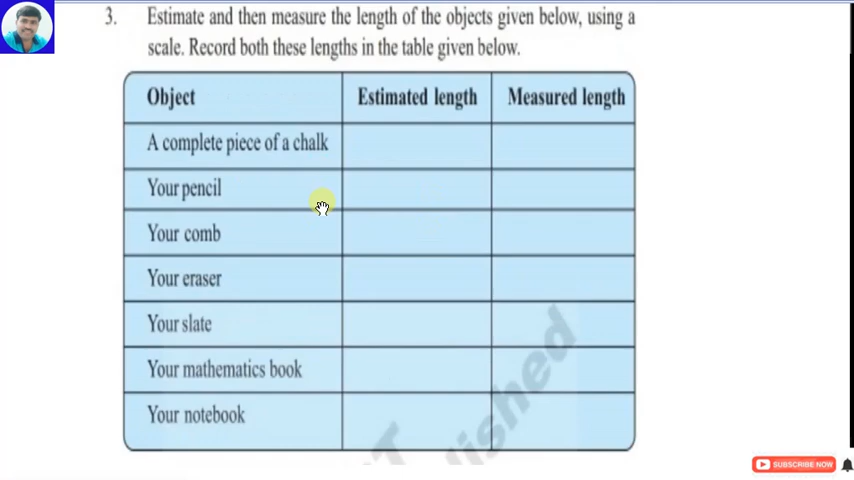 3. Estimate and then measure the length of the objects given below, using a
scale. Record both these lengths in the table given below.
Object Estimated length Measured length
A complete piece of a chalk
Your pencil
Your comb
Your eraser
Your slate
Your mathematics book
Your notebook
lished
SUBSCRIBE NOW